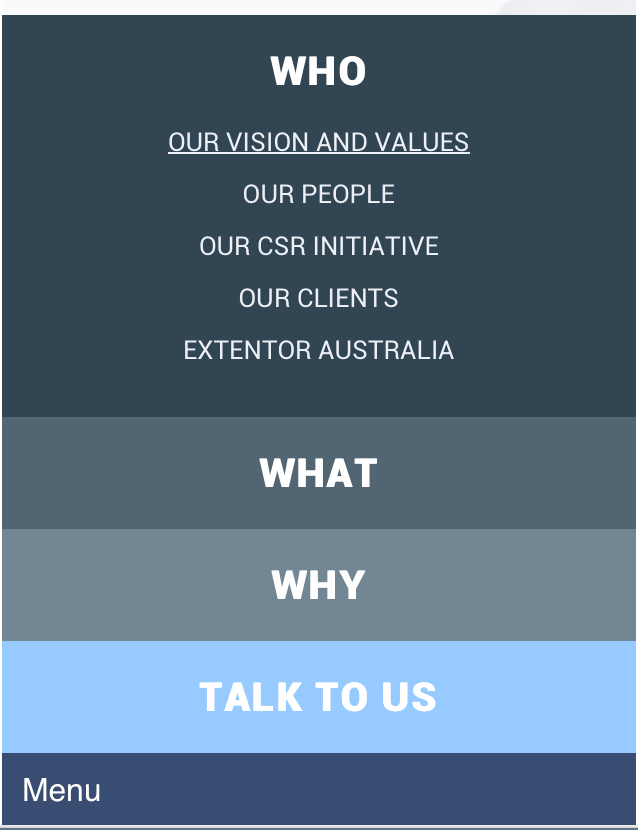 WHO
OUR VISION AND VALUES
OUR PEOPLE
OUR CSR INITIATIVE
OUR CLIENTS
EXTENTOR AUSTRALIA
WHAT
WHY
TALK TO US
Menu